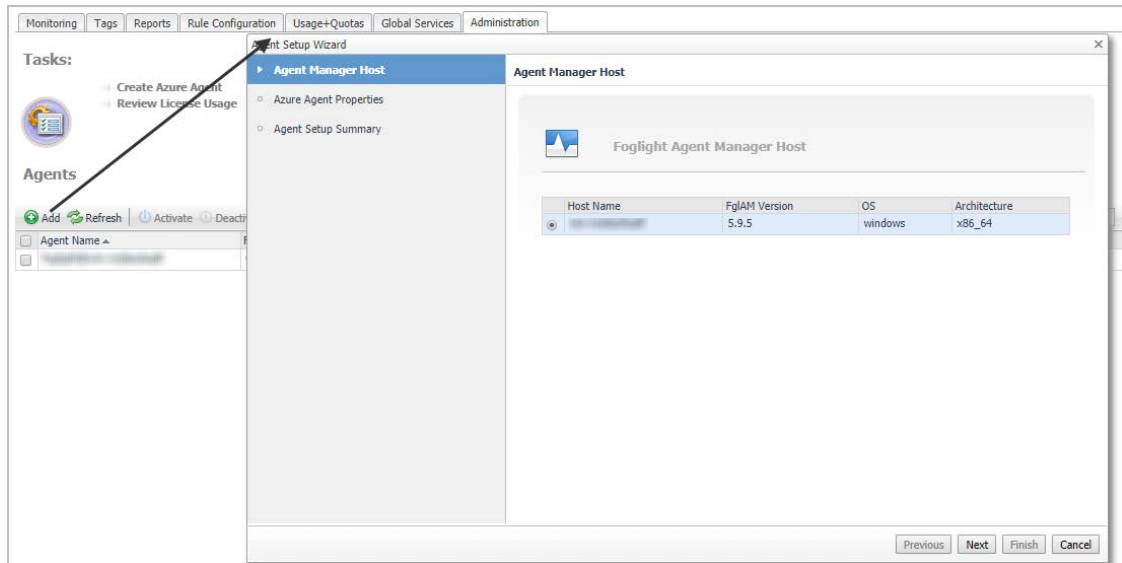 Monitoring Tags Reports Rule Configuration Usage+Quotas Global Services Administration
Agent Setup Wizard
Tasks:
Create Azure Agent
Review License Usage
Agents
Add Refresh Activate
Agent Name
Agent Manager Host
Azure Agent Properties
Agent Setup Summary
Agent Manager Host
Foglight Agent Manager Host
Host Name FglAM Version OS Architecture
5.9.5 windows x86_64
Previous Next Finish Cancel